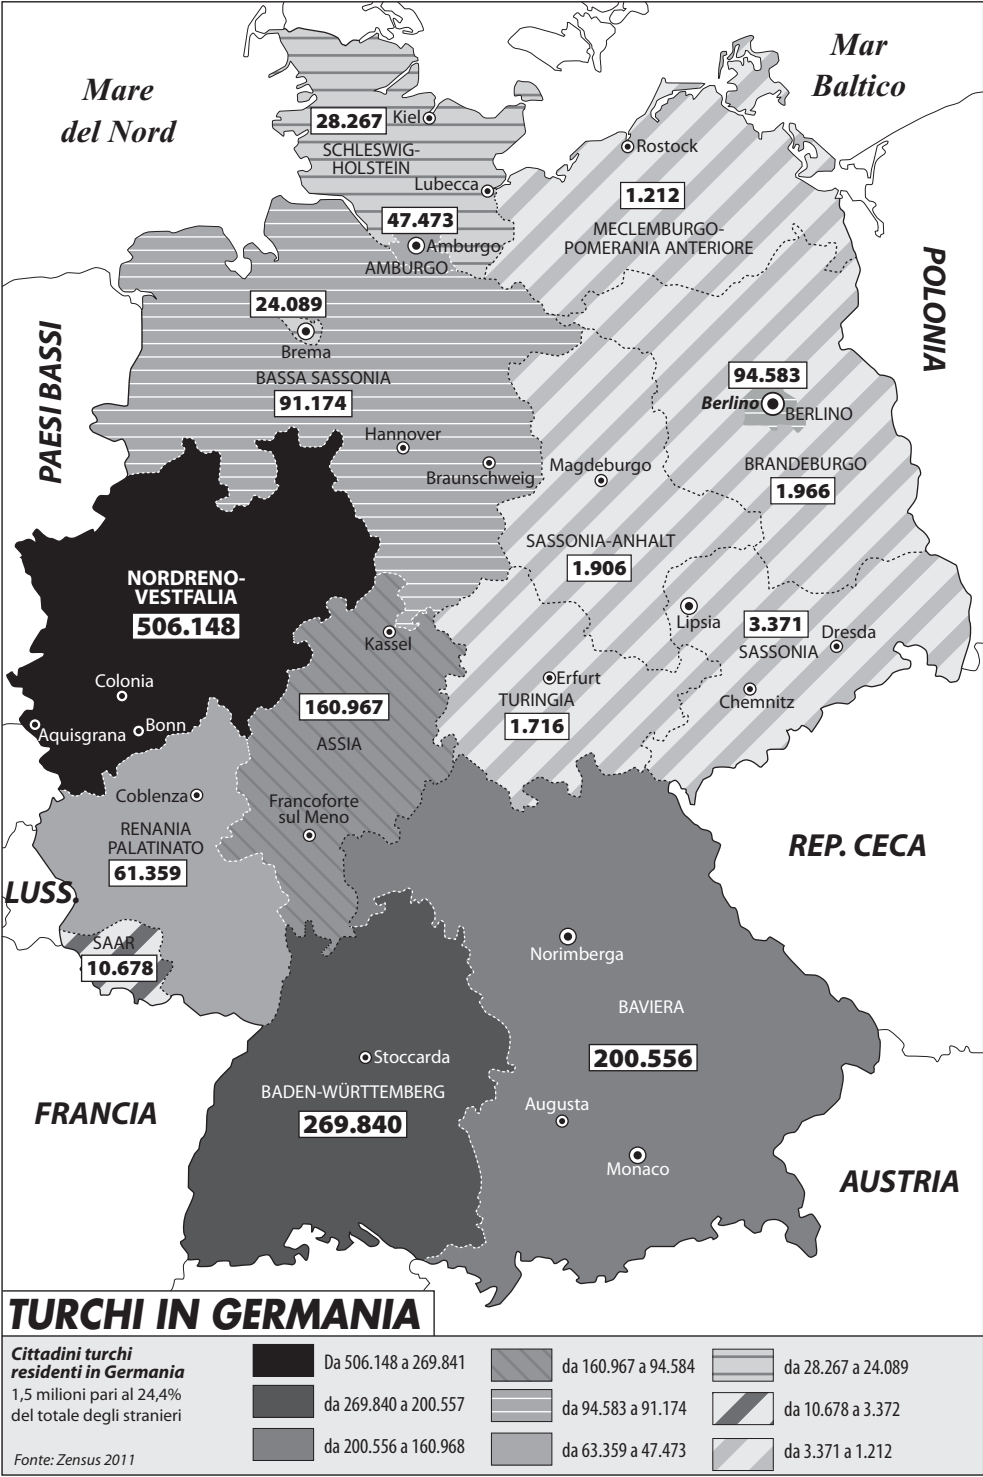 Mare
del Nord
Mar
Baltico
28.267
Kiel
SCHLESWIG-
HOLSTEIN
Lubecca
Rostock
1.212
MECLEMBURGO-
POMERANIA ANTERIORE
47.473
Amburgo
AMBURGO
POLONIA
24.089
Brema
PAESI BASSI
BASSA SASSONIA
91.174
94.583
Berlino
BERLINO
Hannover
Braunschweig
Magdeburgo
BRANDEBURGO
1.966
SASSONIA-ANHALT
1.906
NORDRENO-
VESTFALIA
506.148
Kassel
Lipsia
3.371
Dresda
SASSONIA
Colonia
Erfurt
Chemnitz
TURINGIA
1.716
160.967
ASSIA
Aquisgrana
Bonn
Coblenza
Francoforte
sul Meno
RENANIA
PALATINATO
61.359
REP. CECA
LUSS.
SAAR
10.678
Norimberga
BAVIERA
200.556
Stoccarda
BADEN-WÜRTTEMBERG
269.840
FRANCIA
Augusta
Monaco
AUSTRIA
TURCHI IN GERMANIA
Cittadini turchi
residenti in Germania
1,5 milioni pari al 24,4%
del totale degli stranieri
Fonte: Zensus 2011
Da 506.148 a 269.841
da 269.840 a 200.557
da 200.556 a 160.968
da 160.967 a 94.584
da 94.583 a 91.174
da 63.359 a 47.473
da 28.267 a 24.089
da 10.678 a 3.372
da 3.371 a 1.212